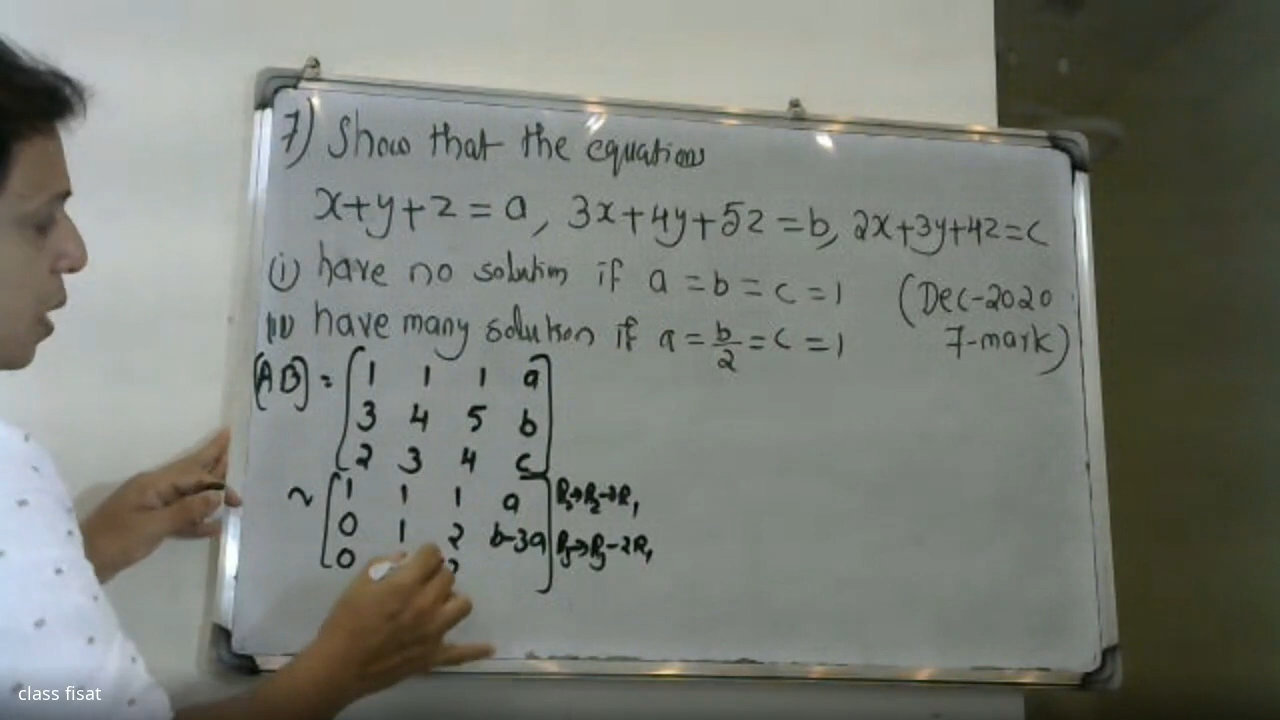 7) Show that the equations
x+y+z = a, 3x+4y+5z = b, 2x+3y+4z = c
(i) have no solution if a = b = c = 1 (Dec-2020
(ii) have many solution if a = b/2 = c = 1 7-mark)
[A B] = [1 1 1 a
3 4 5 b
2 3 4 c]
~ [1 1 1 a
0 1 2 b-3a] R2→R2-3R1
0 R3→R3-2R1
class fisat